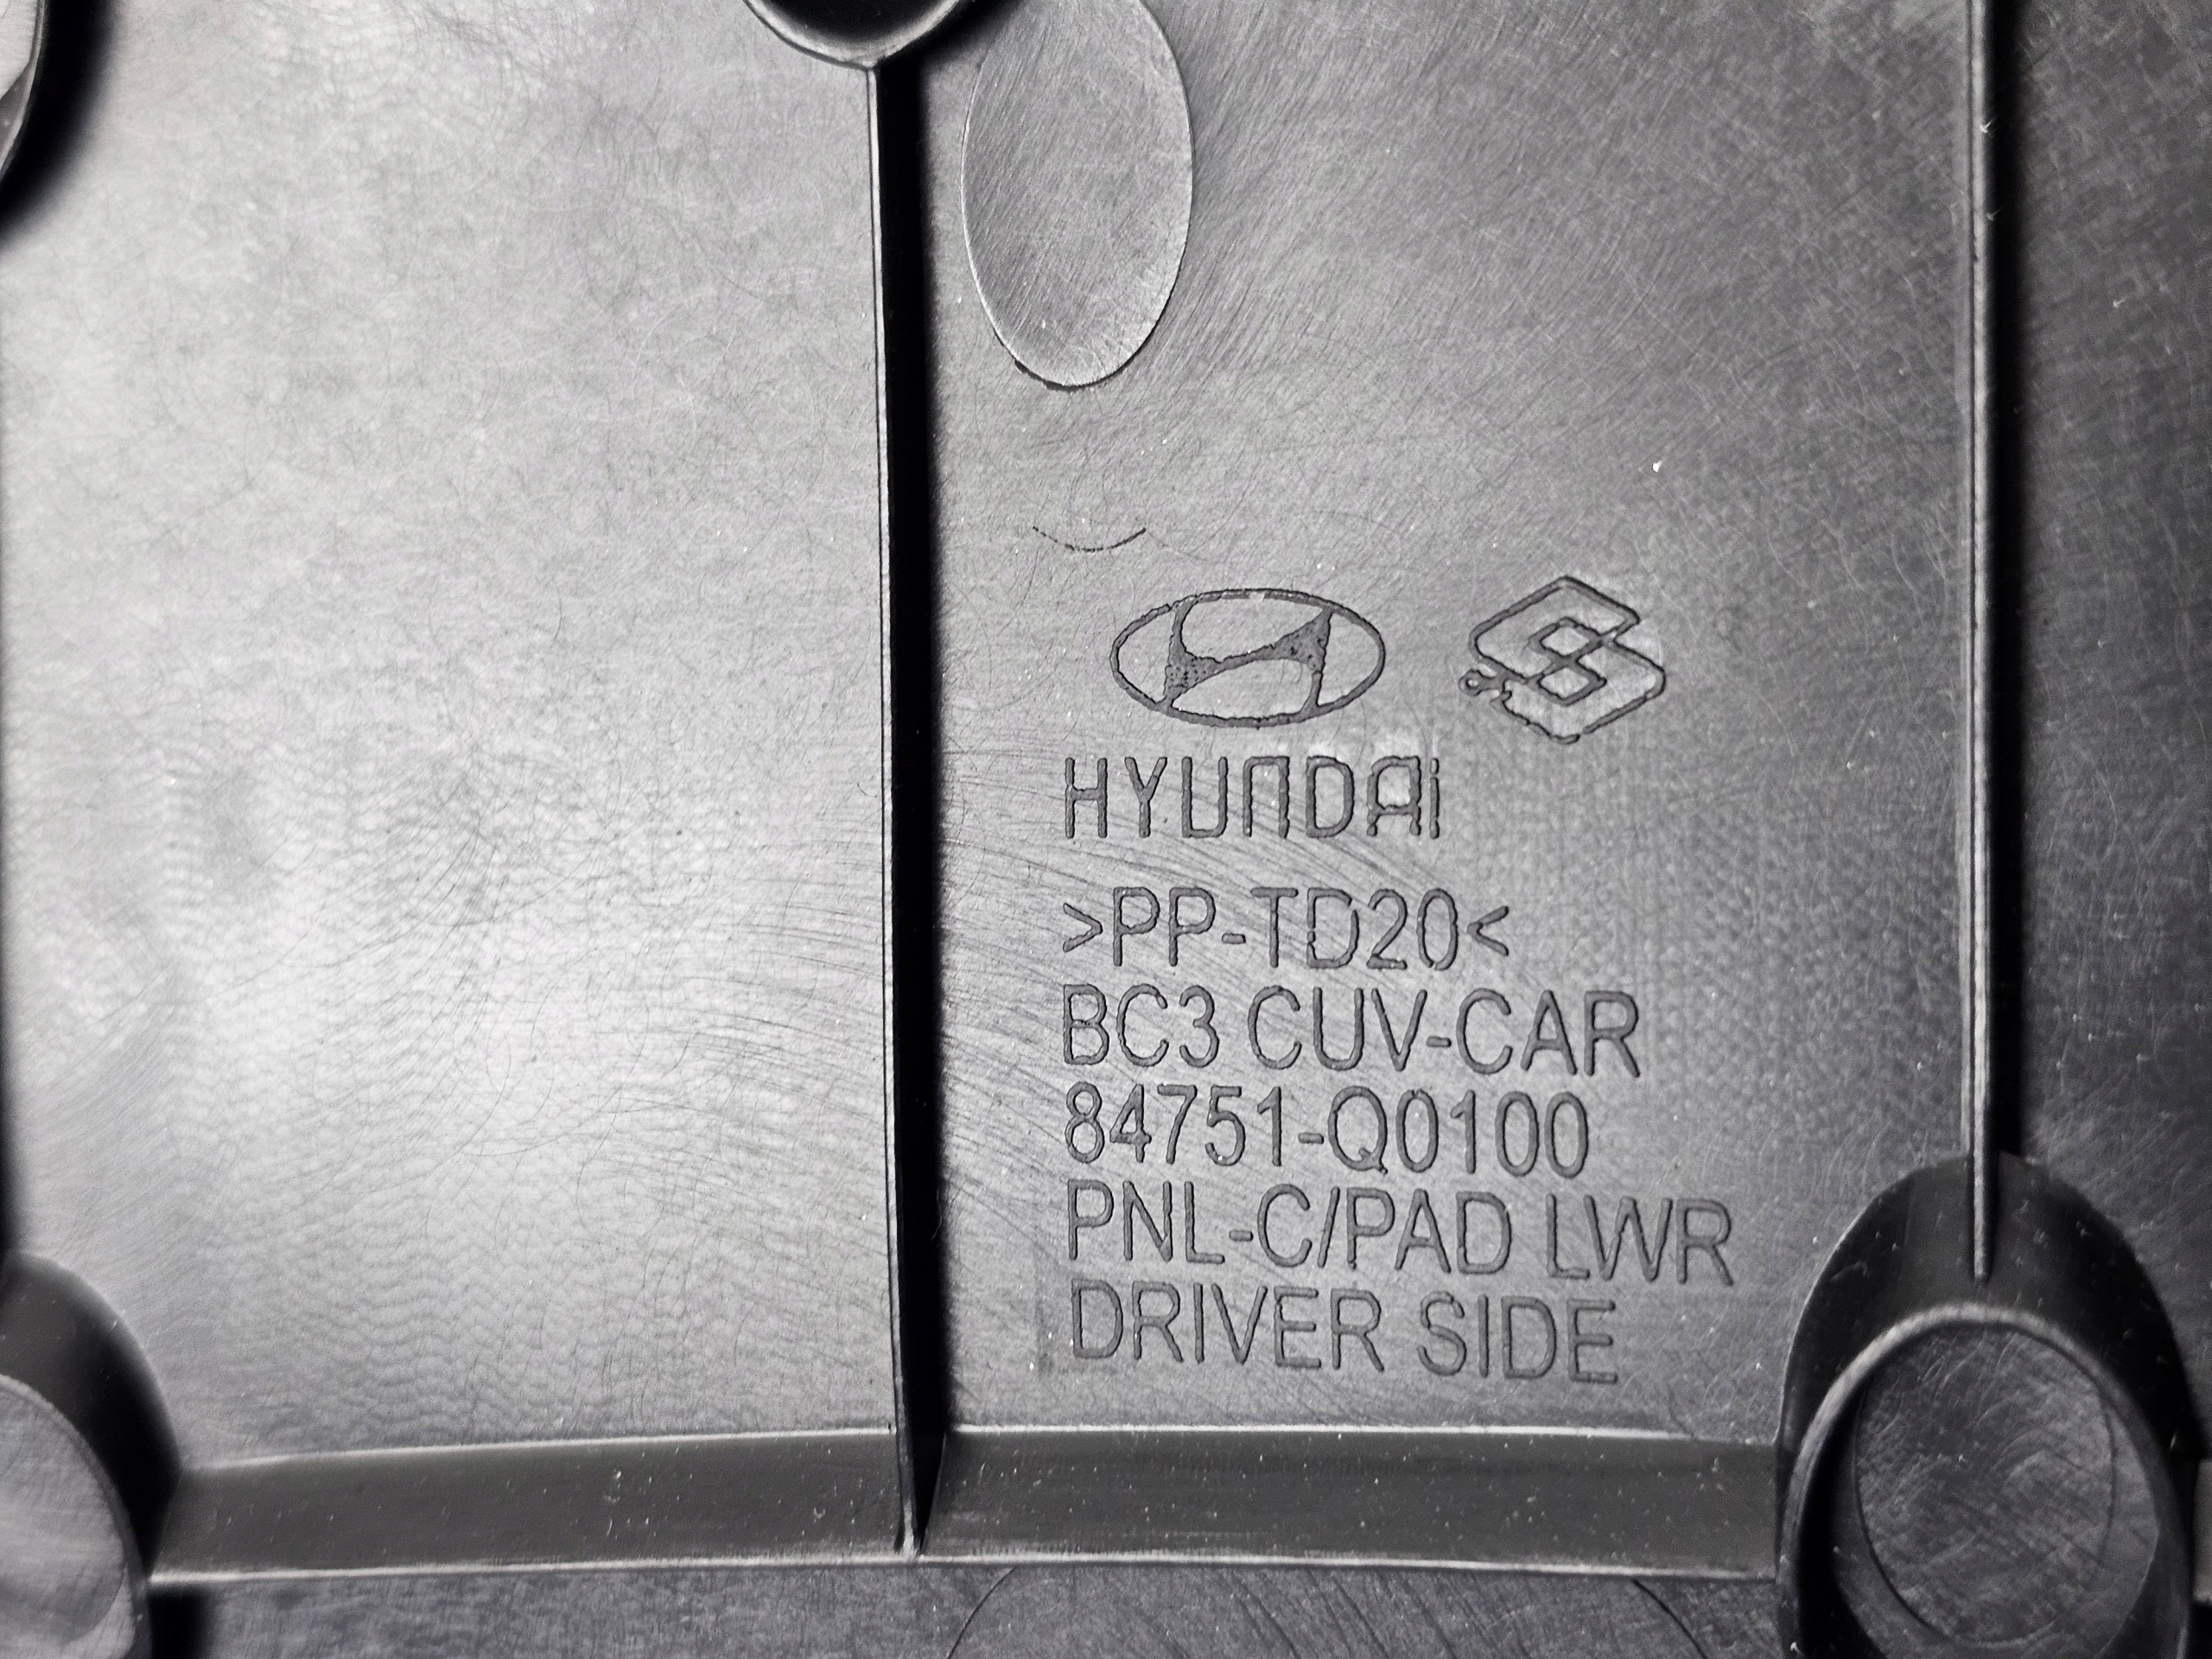 HYUNDAI
>PP-TD20<
BC3 CUV-CAR
84751-Q0100
PNL-C/PAD LWR
DRIVER SIDE